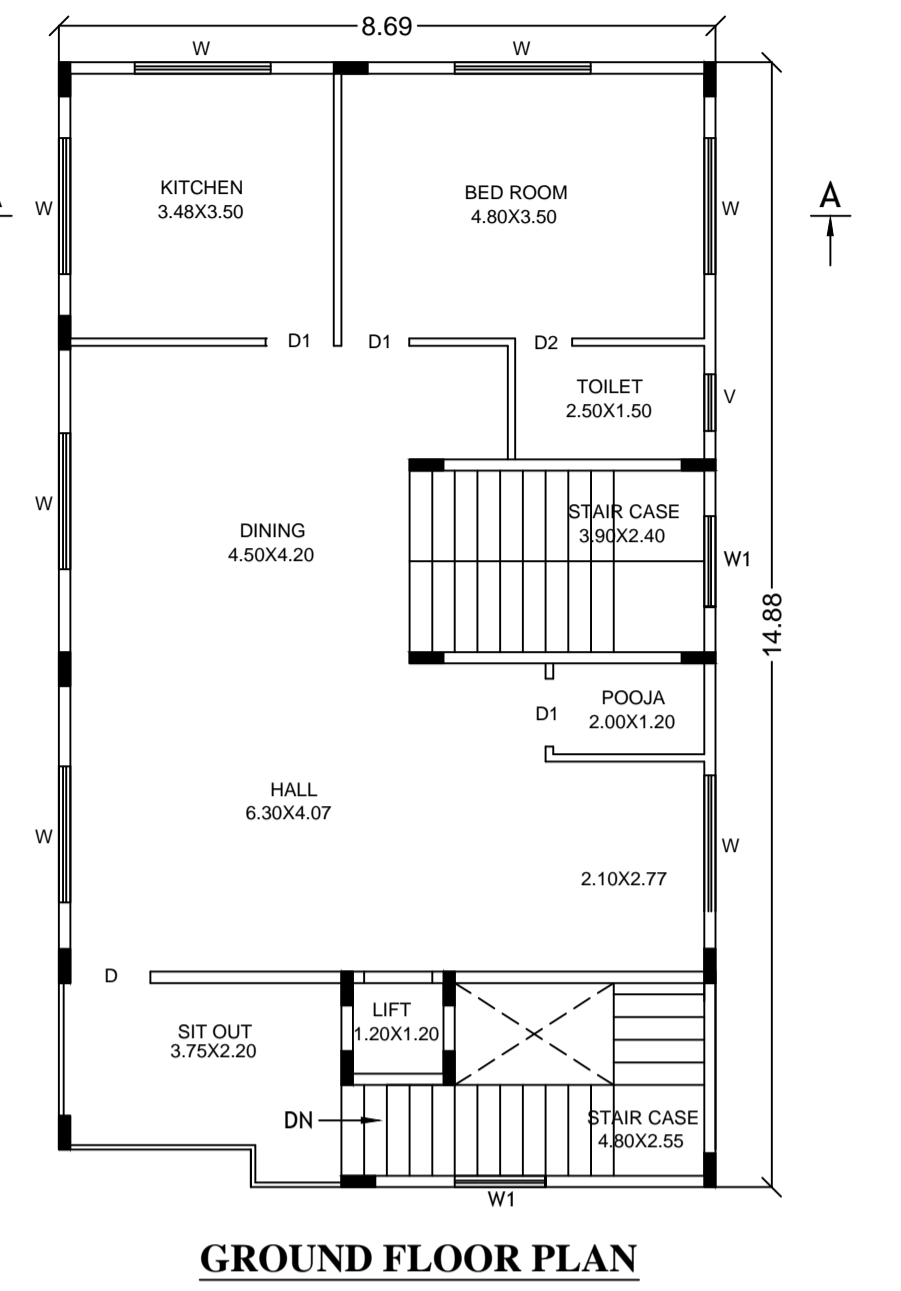 8.69
W
W
KITCHEN
3.48X3.50
BED ROOM
4.80X3.50
W
W
A
D1
D1
D2
TOILET
2.50X1.50
V
W
DINING
4.50X4.20
STAIR CASE
3.90X2.40
W1
14.88
POOJA
2.00X1.20
D1
HALL
6.30X4.07
W
W
2.10X2.77
D
LIFT
1.20X1.20
SIT OUT
3.75X2.20
DN
STAIR CASE
4.80X2.55
W1
GROUND FLOOR PLAN